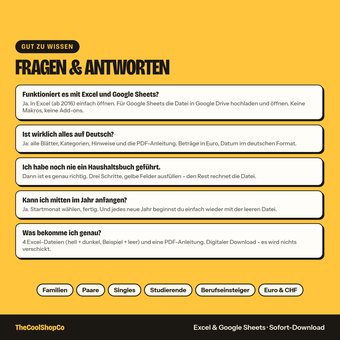 GUT ZU WISSEN
FRAGEN & ANTWORTEN
Funktioniert es mit Excel und Google Sheets?
Ja. In Excel (ab 2016) einfach öffnen. Für Google Sheets die Datei in Google Drive hochladen und öffnen. Keine
Makros, keine Add-ons.
Ist wirklich alles auf Deutsch?
Ja: alle Blätter, Kategorien, Hinweise und die PDF-Anleitung. Beträge in Euro, Datum im deutschen Format.
Ich habe noch nie ein Haushaltsbuch geführt.
Dann ist es genau richtig. Drei Schritte, gelbe Felder ausfüllen – den Rest rechnet die Datei.
Kann ich mitten im Jahr anfangen?
Ja. Startmonat wählen, fertig. Und jedes neue Jahr beginnst du einfach wieder mit der leeren Datei.
Was bekomme ich genau?
4 Excel-Dateien (hell + dunkel, Beispiel + leer) und eine PDF-Anleitung. Digitaler Download – es wird nichts
verschickt.
Familien
Paare
Singles
Studierende
Berufseinsteiger
Euro & CHF
TheCoolShopCo
Excel & Google Sheets · Sofort-Download